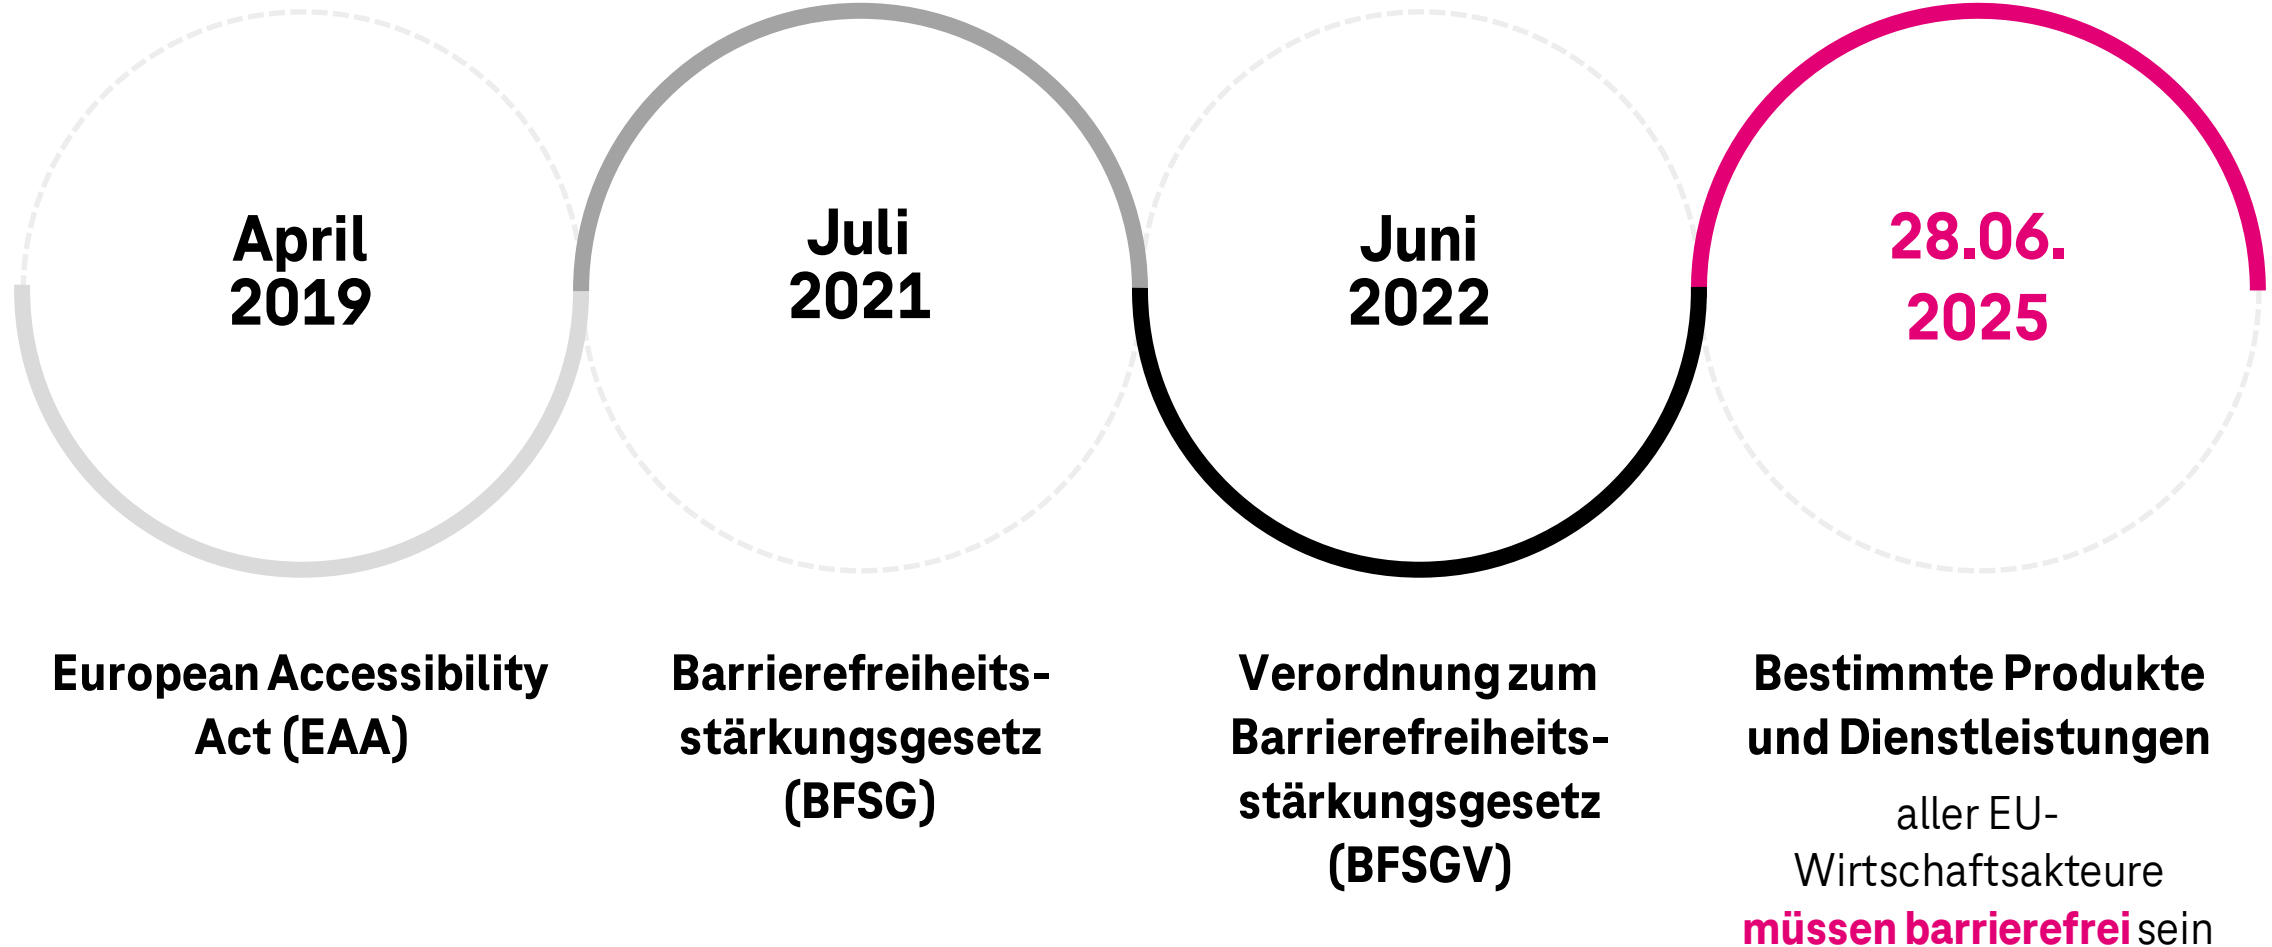 April
2019
Juli
2021
Juni
2022
28.06.
2025
European Accessibility
Act (EAA)
Barrierefreiheits-
stärkungsgesetz
(BFSG)
Verordnung zum
Barrierefreiheits-
stärkungsgesetz
(BFSGV)
Bestimmte Produkte
und Dienstleistungen
aller EU-
Wirtschaftsakteure
müssen barrierefrei sein